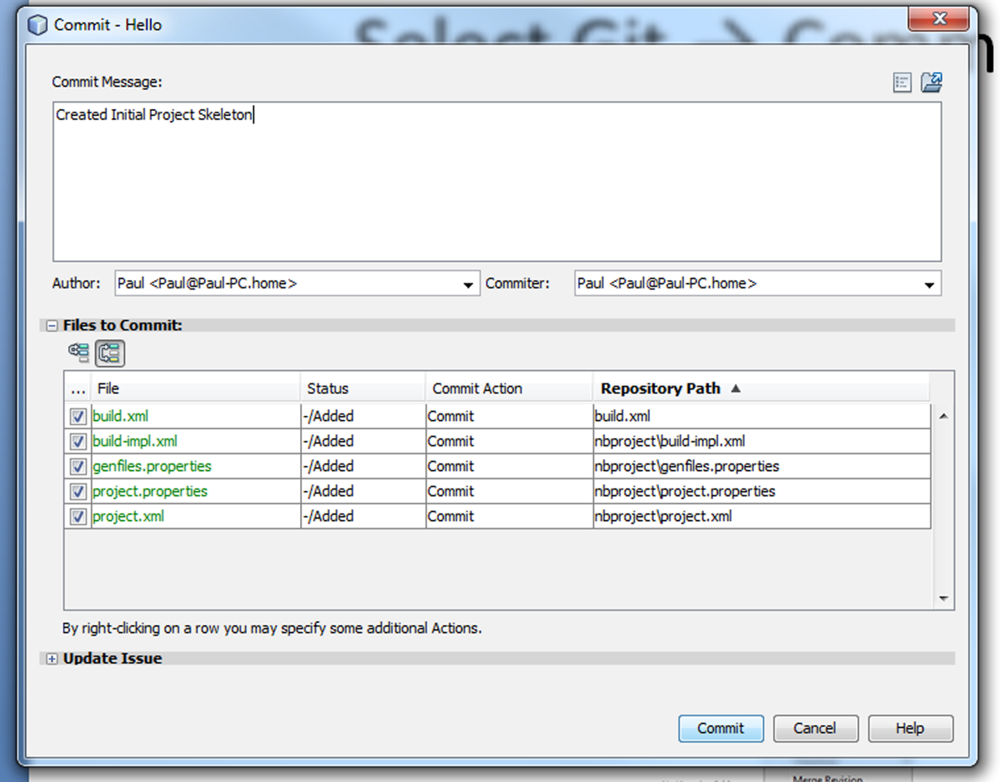 Select Git → Comm
Commit - Hello
Commit Message:
Created Initial Project Skeleton
Author: Paul <Paul@Paul-PC.home> Commiter: Paul <Paul@Paul-PC.home>
Files to Commit:
... File Status Commit Action Repository Path
build.xml -/Added Commit build.xml
build-impl.xml -/Added Commit nbproject\build-impl.xml
genfiles.properties -/Added Commit nbproject\genfiles.properties
project.properties -/Added Commit nbproject\project.properties
project.xml -/Added Commit nbproject\project.xml
By right-clicking on a row you may specify some additional Actions.
Update Issue
Commit Cancel Help
Merge Revision